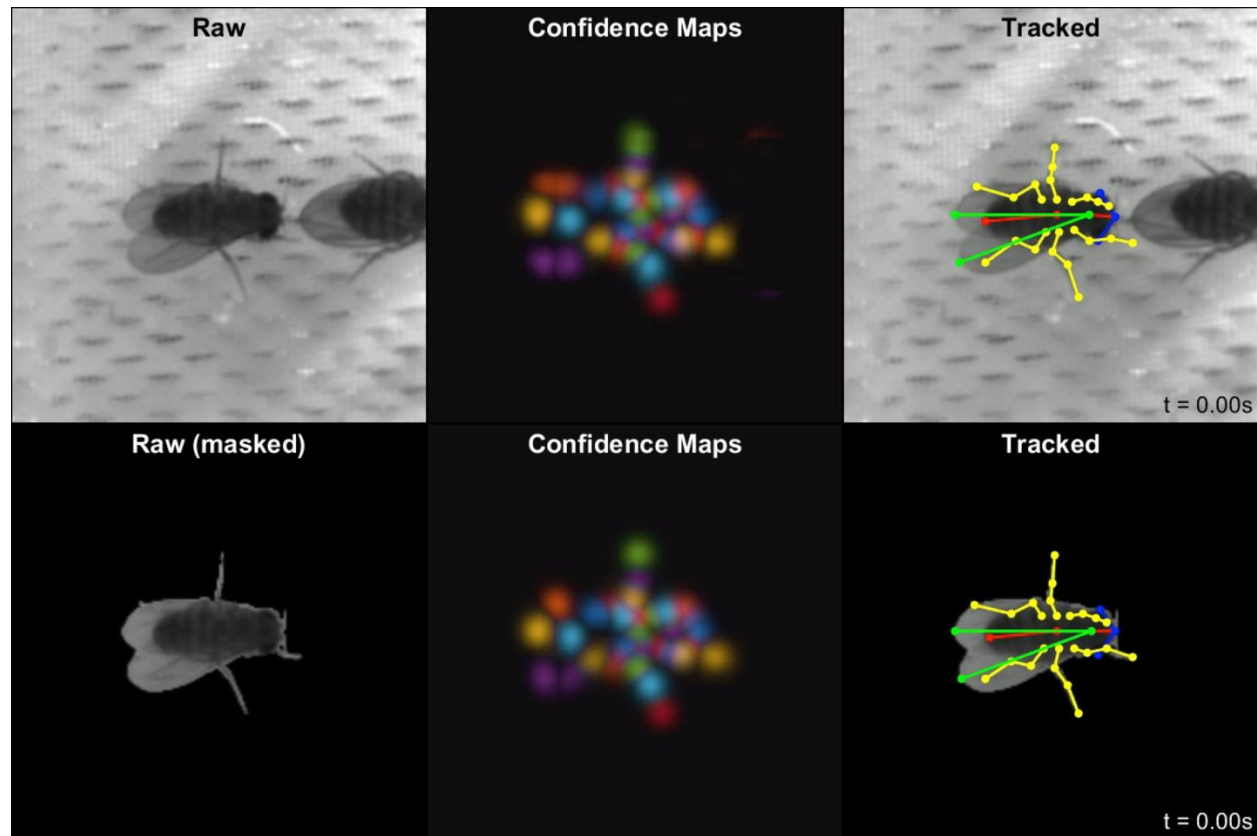 Raw
Confidence Maps
Tracked
t = 0.00s
Raw (masked)
Confidence Maps
Tracked
t = 0.00s